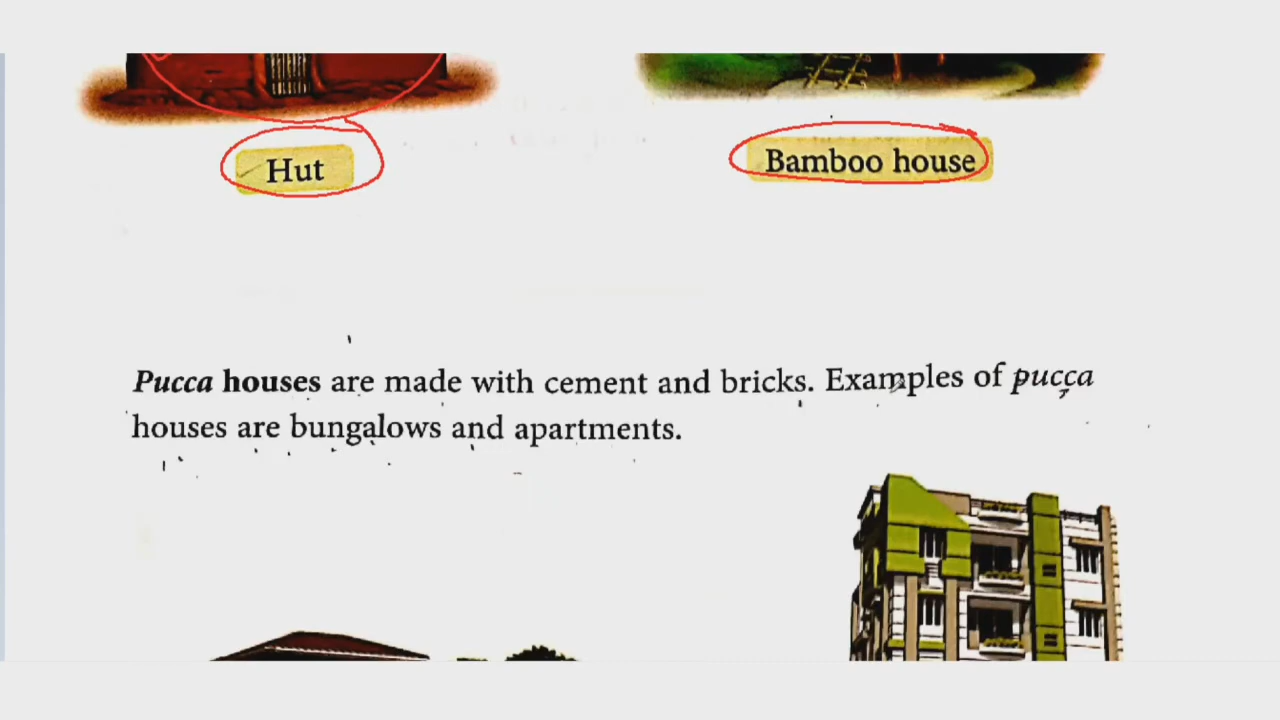 Hut
Bamboo house
Pucca houses are made with cement and bricks. Examples of pucca
houses are bungalows and apartments.